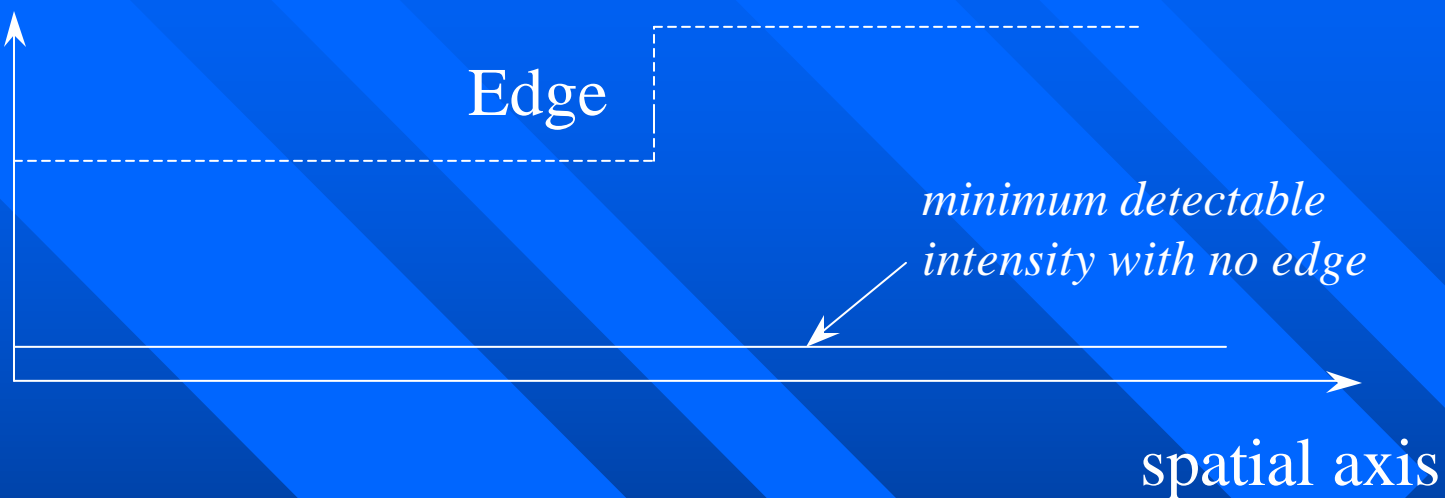 Edge
minimum detectable
intensity with no edge
spatial axis